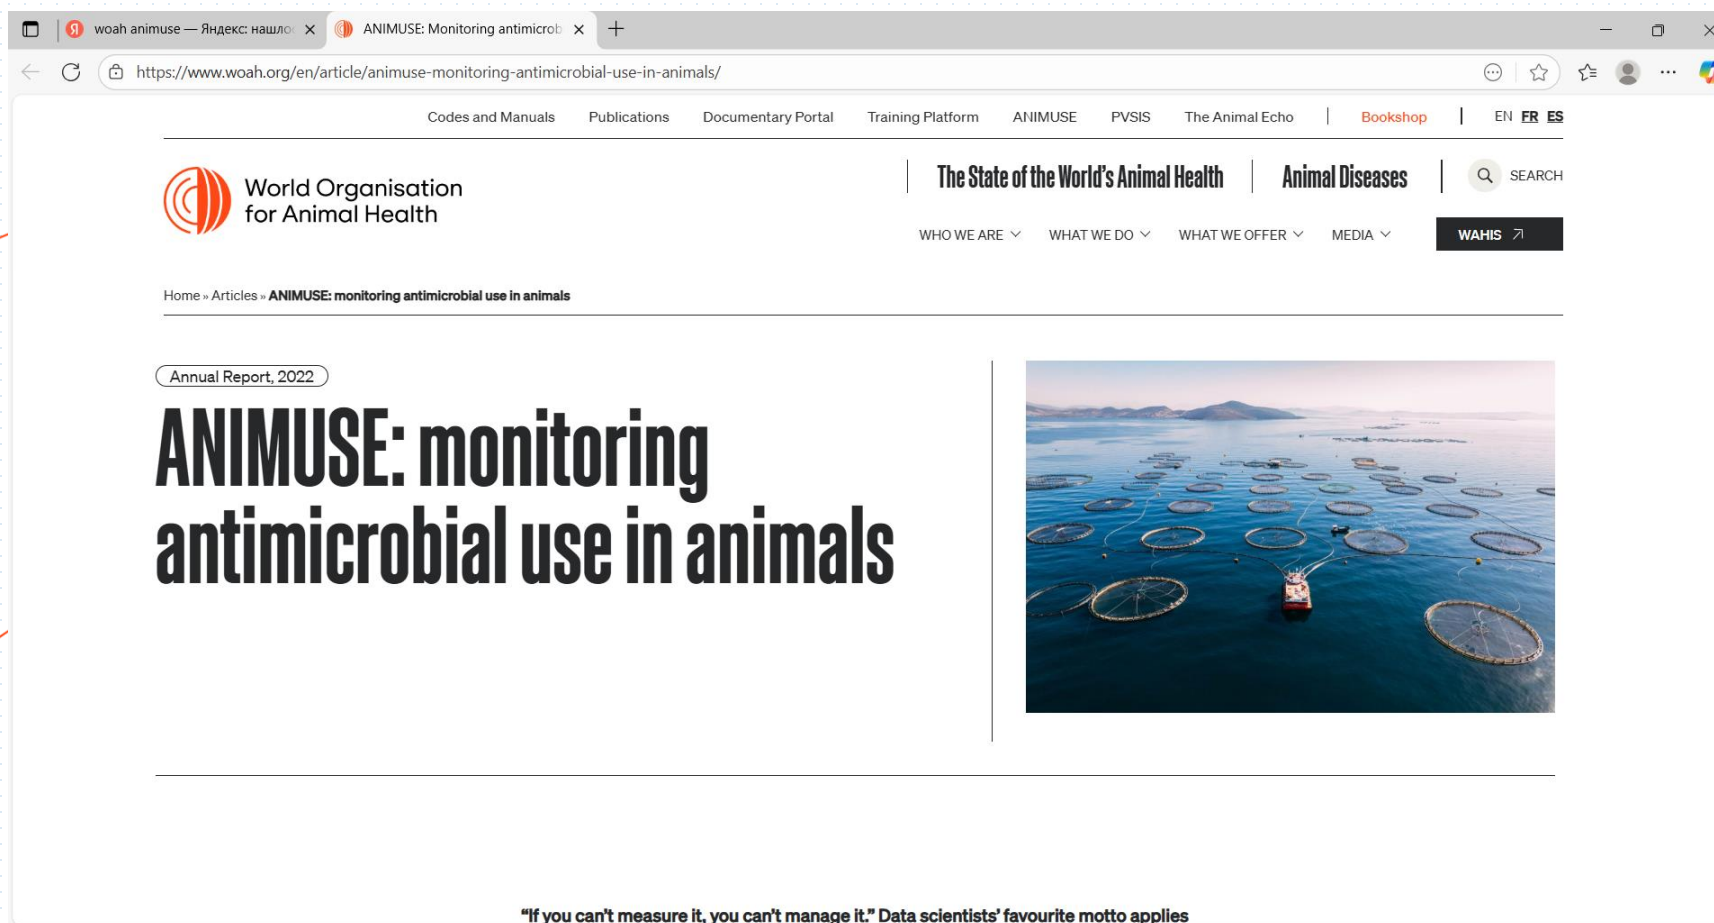 woah animuse — Яндекс: нашло
ANIMUSE: Monitoring antimicrob
https://www.woah.org/en/article/animuse-monitoring-antimicrobial-use-in-animals/
Codes and Manuals Publications Documentary Portal Training Platform ANIMUSE PVSIS The Animal Echo Bookshop EN FR ES
World Organisation
for Animal Health
The State of the World's Animal Health Animal Diseases SEARCH
WHO WE ARE WHAT WE DO WHAT WE OFFER MEDIA WAHIS
Home » Articles » ANIMUSE: monitoring antimicrobial use in animals
Annual Report, 2022
ANIMUSE: monitoring
antimicrobial use in animals
“If you can’t measure it, you can’t manage it.” Data scientists’ favourite motto applies